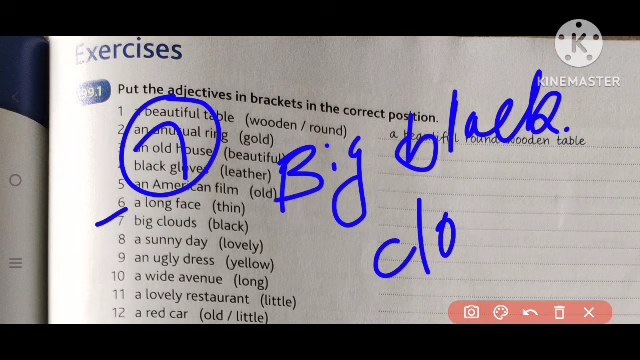 Exercises
99.1 Put the adjectives in brackets in the correct position.
1 a beautiful table (wooden / round) a beautiful round wooden table
2 an unusual ring (gold)
3 an old house (beautiful)
4 black gloves (leather)
5 an American film (old)
6 a long face (thin)
7 big clouds (black)
8 a sunny day (lovely)
9 an ugly dress (yellow)
10 a wide avenue (long)
11 a lovely restaurant (little)
12 a red car (old / little)
Big black.
clo
K
KINEMASTER